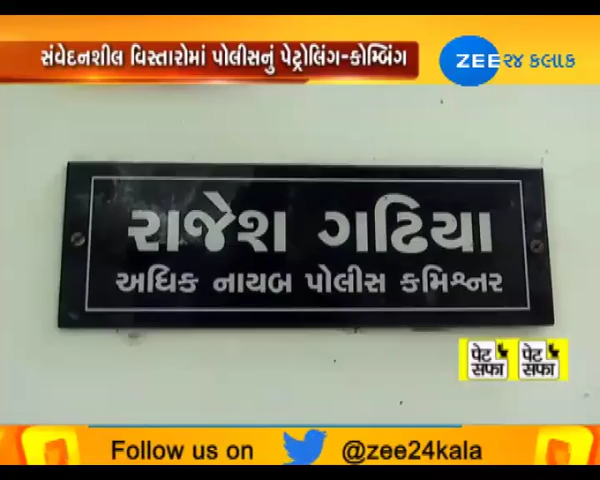 સંવેદનશીલ વિસ્તારોમાં પોલીસનું પેટ્રોલિંગ-કોમ્બિંગ
ZEE ૨૪ કલાક
રાજેશ ગઢિયા
અધિક નાયબ પોલીસ કમિશ્નર
पेट सफा पेट सफा
Follow us on @zee24kala